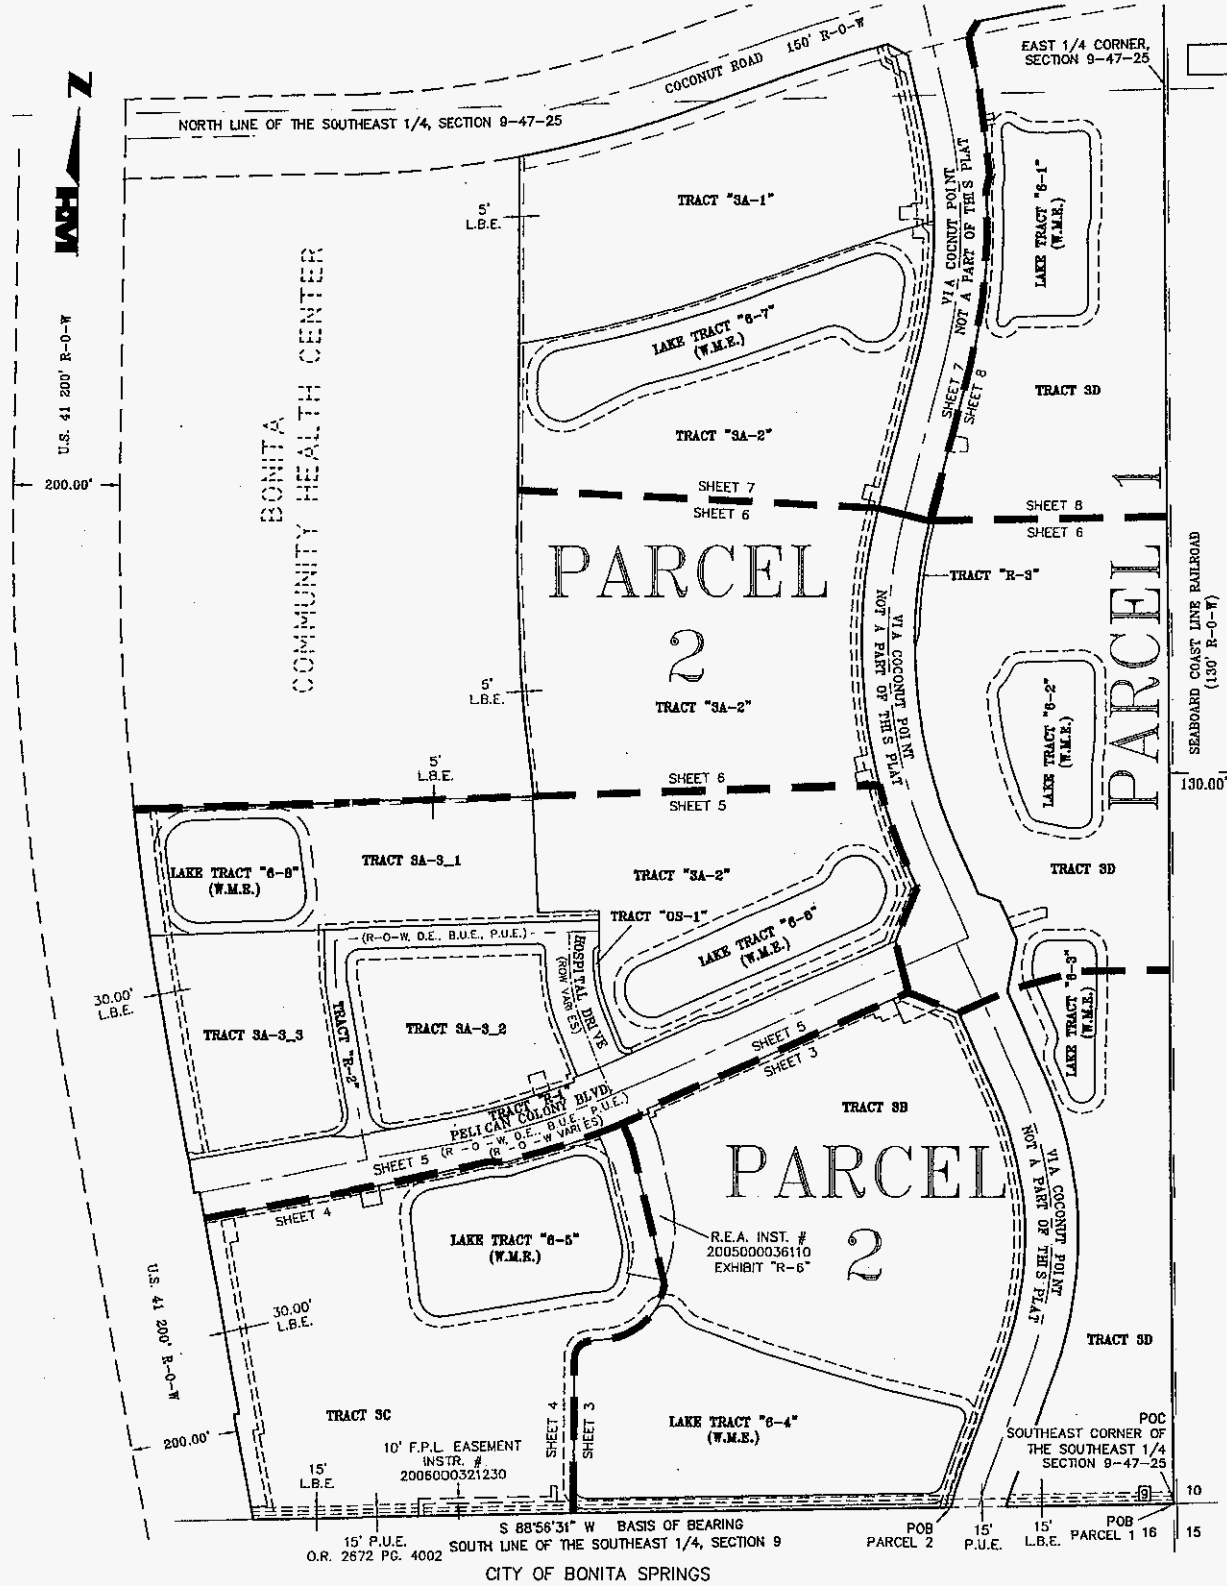 COCONUT ROAD 150' R-O-W
EAST 1/4 CORNER,
SECTION 9-47-25
Z
NORTH LINE OF THE SOUTHEAST 1/4, SECTION 9-47-25
HM
TRACT "3A-1"
5'
L.B.E.
VIA COCNUT POINT
NOT A PART OF THIS PLAT
LAKE TRACT "6-1"
(W.M.E.)
U.S. 41 200' R-O-W
BONITA
COMMUNITY HEALTH CENTER
LAKE TRACT "6-7"
(W.M.E.)
SHEET 7
SHEET 8
TRACT 3D
TRACT "3A-2"
200.00'
SHEET 7
SHEET 6
SHEET 8
SHEET 6
PARCEL
2
TRACT "R-3"
PARCEL 1
SEABOARD COAST LINE RAILROAD
(130' R-O-W)
VIA COCONUT POINT
NOT A PART OF THIS PLAT
5'
L.B.E.
TRACT "3A-2"
LAKE TRACT "6-2"
(W.M.E.)
5'
L.B.E.
SHEET 6
SHEET 5
130.00'
LAKE TRACT "6-8"
(W.M.E.)
TRACT 3A-3_1
TRACT "3A-2"
TRACT 3D
TRACT "OS-1"
(R-O-W, D.E., B.U.E., P.U.E.)
HOSPITAL DRIVE
(ROW VARIES)
LAKE TRACT "6-6"
(W.M.E.)
LAKE TRACT "6-3"
(W.M.E.)
30.00'
L.B.E.
TRACT 3A-3_3
TRACT "R-2"
TRACT 3A-3_2
SHEET 5
SHEET 3
TRACT "R-1"
PELICAN COLONY BLVD.
(R-O-W, D.E., B.U.E., P.U.E.)
(R-O-W VARIES)
TRACT 3B
SHEET 5
SHEET 4
PARCEL
2
VIA COCONUT POINT
NOT A PART OF THIS PLAT
LAKE TRACT "6-5"
(W.M.E.)
R.E.A. INST. #
2005000036110
EXHIBIT "R-6"
U.S. 41 200' R-O-W
30.00'
L.B.E.
TRACT 3D
TRACT 3C
SHEET 4
SHEET 3
LAKE TRACT "6-4"
(W.M.E.)
200.00'
10' F.P.L. EASEMENT
INSTR. #
2006000321230
15'
L.B.E.
POC
SOUTHEAST CORNER OF
THE SOUTHEAST 1/4
SECTION 9-47-25
9
10
16
15
S 88°56'31" W BASIS OF BEARING
SOUTH LINE OF THE SOUTHEAST 1/4, SECTION 9
15' P.U.E.
O.R. 2672 PG. 4002
POB
PARCEL 2
15'
P.U.E.
15'
L.B.E.
POB
PARCEL 1
CITY OF BONITA SPRINGS